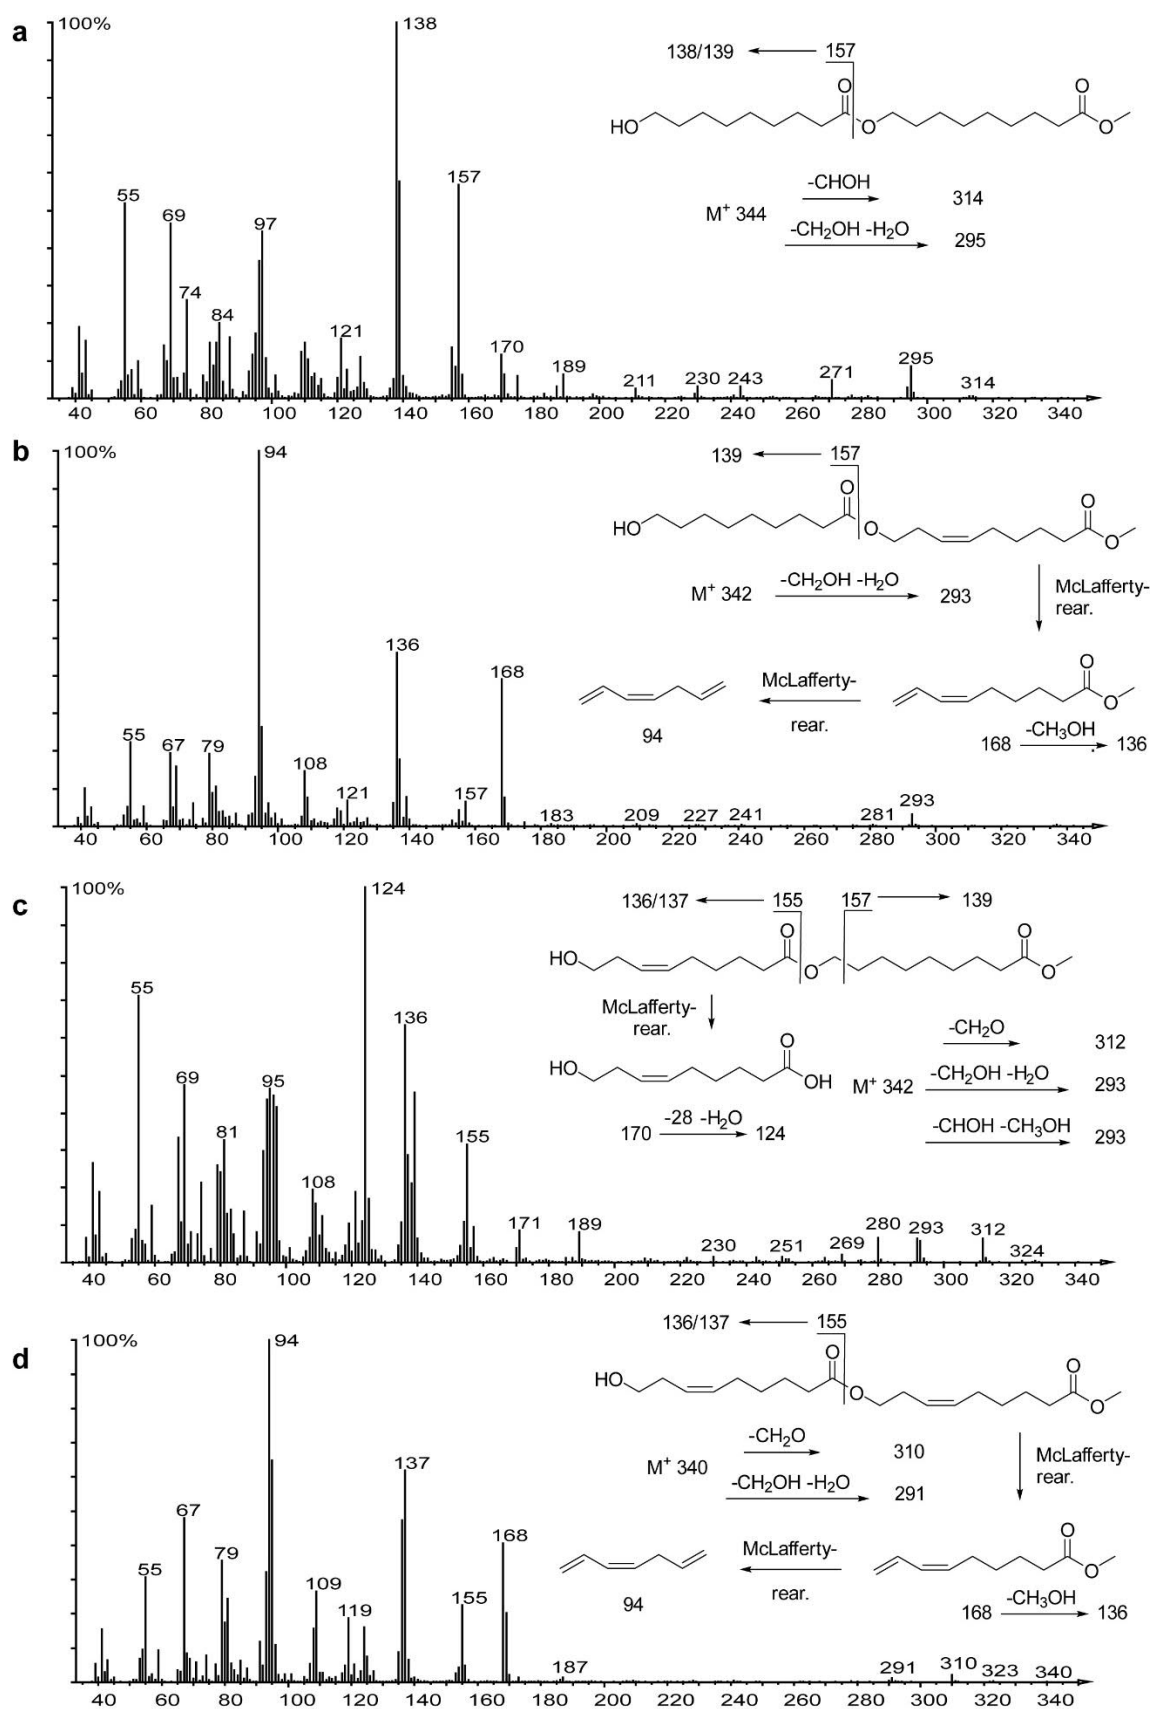 a
100%
138
138/139
157
O
O
HO
O
O
-CHOH
M+ 344
314
-CH2OH -H2O
295
55
69
74
84
97
121
157
170
189
211
230
243
271
295
314
40 60 80 100 120 140 160 180 200 220 240 260 280 300 320 340
b
100%
94
139
157
O
O
HO
O
O
-CH2OH -H2O
M+ 342
293
McLafferty-
rear.
McLafferty-
rear.
O
O
94
-CH3OH
168
136
55
67
79
108
121
136
157
168
183
209
227
241
281
293
40 60 80 100 120 140 160 180 200 220 240 260 280 300 320 340
c
100%
124
136/137
155
157
139
O
O
HO
O
O
McLafferty-
rear.
O
HO
OH
-28 -H2O
170
124
-CH2O
312
M+ 342
-CH2OH -H2O
293
-CHOH -CH3OH
293
55
69
81
95
108
136
155
171
189
230
251
269
280
293
312
324
40 60 80 100 120 140 160 180 200 220 240 260 280 300 320 340
d
100%
94
136/137
155
O
O
HO
O
O
-CH2O
310
M+ 340
-CH2OH -H2O
291
McLafferty-
rear.
McLafferty-
rear.
O
O
94
-CH3OH
168
136
55
67
79
109
119
137
155
168
187
291
310
323
340
40 60 80 100 120 140 160 180 200 220 240 260 280 300 320 340